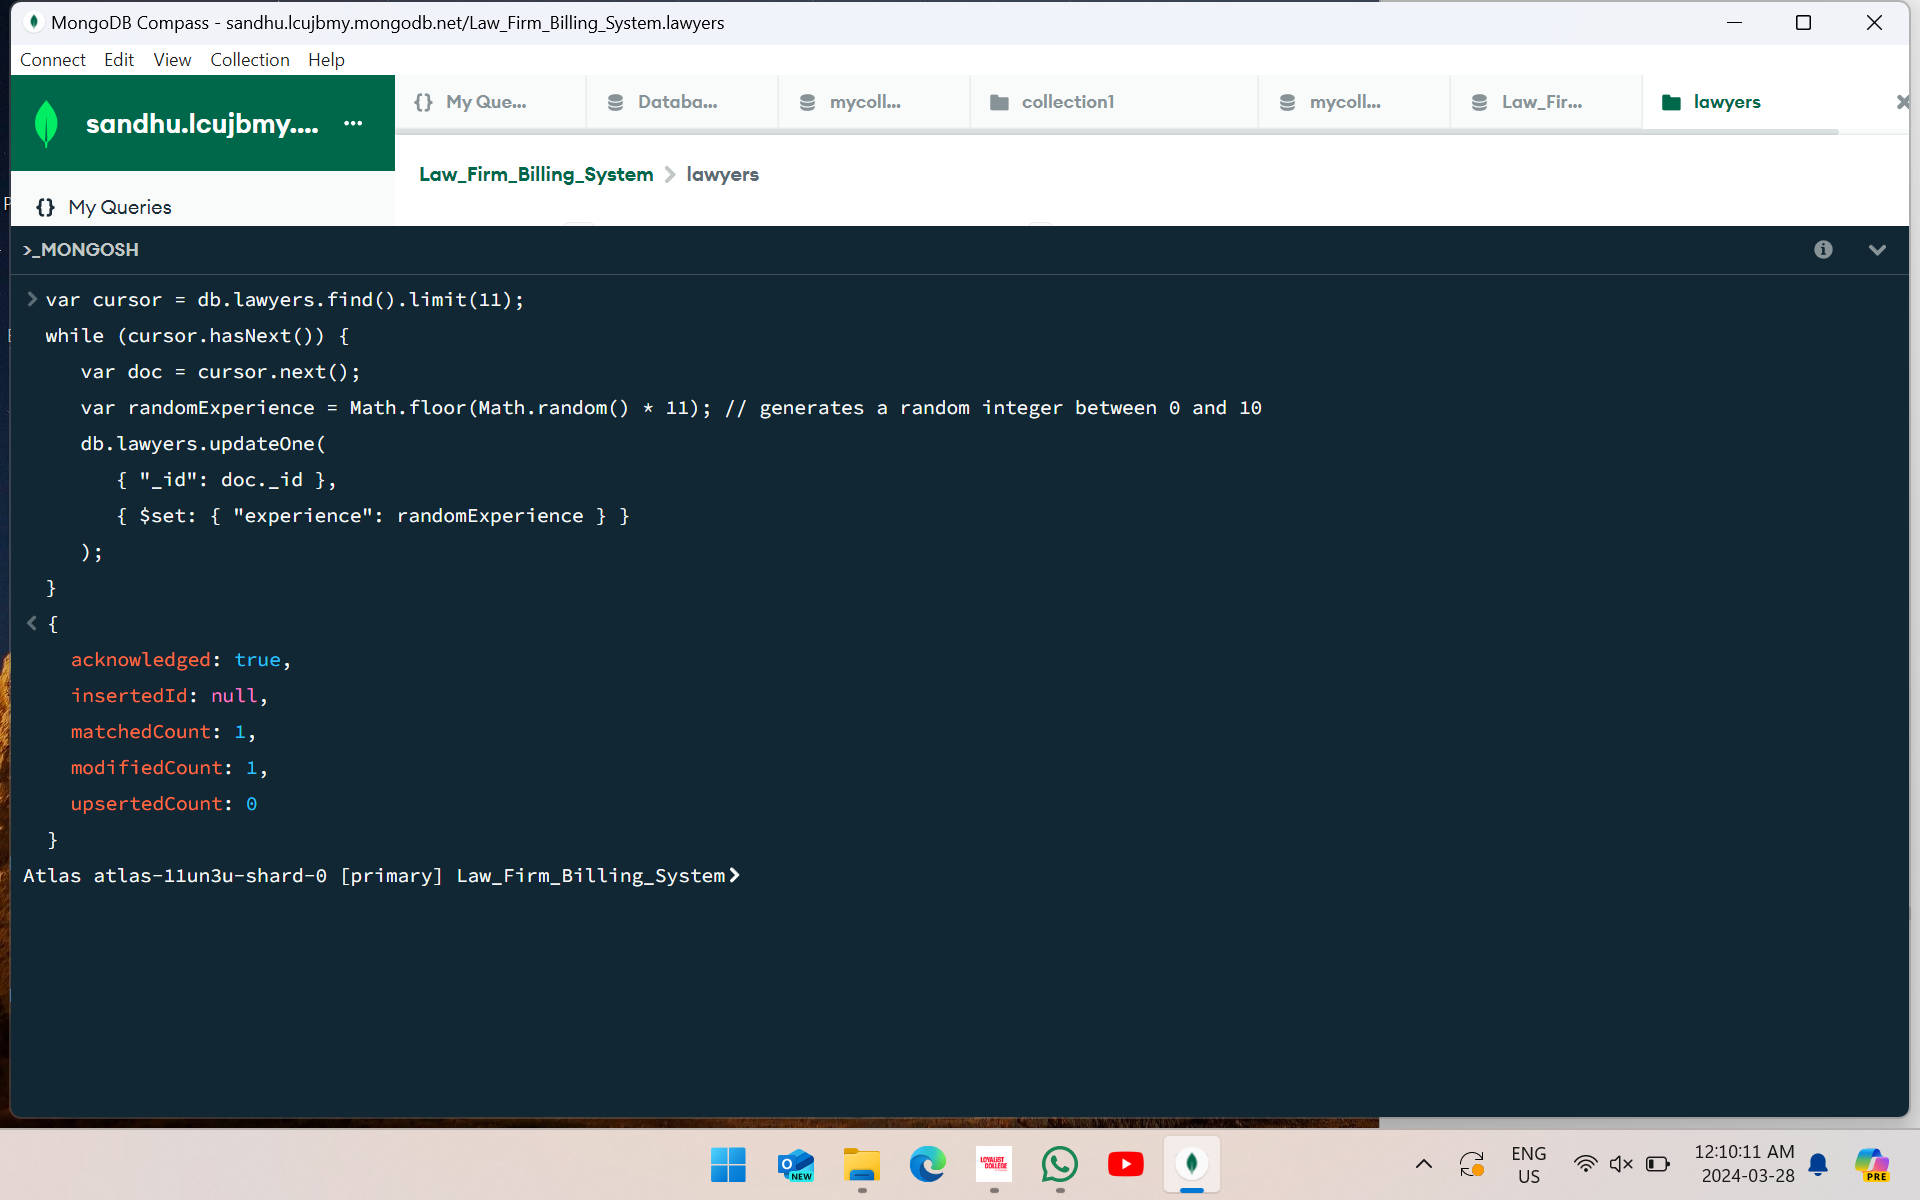 MongoDB Compass - sandhu.lcujbmy.mongodb.net/Law_Firm_Billing_System.lawyers
Connect Edit View Collection Help
sandhu.lcujbmy.... ...
{} My Que... Databa... mycoll... collection1 mycoll... Law_Fir... lawyers
Law_Firm_Billing_System > lawyers
{} My Queries
>_MONGOSH
> var cursor = db.lawyers.find().limit(11);
while (cursor.hasNext()) {
var doc = cursor.next();
var randomExperience = Math.floor(Math.random() * 11); // generates a random integer between 0 and 10
db.lawyers.updateOne(
{ "_id": doc._id },
{ $set: { "experience": randomExperience } }
);
}
< {
acknowledged: true,
insertedId: null,
matchedCount: 1,
modifiedCount: 1,
upsertedCount: 0
}
Atlas atlas-11un3u-shard-0 [primary] Law_Firm_Billing_System>
NEW
LOYALIST
COLLEGE
ENG
US
12:10:11 AM
2024-03-28
PRE